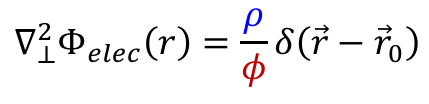 ∇²⊥Φₑₗₑ𝒸(r) = ρ/ϕ δ(r⃗ − r⃗₀)